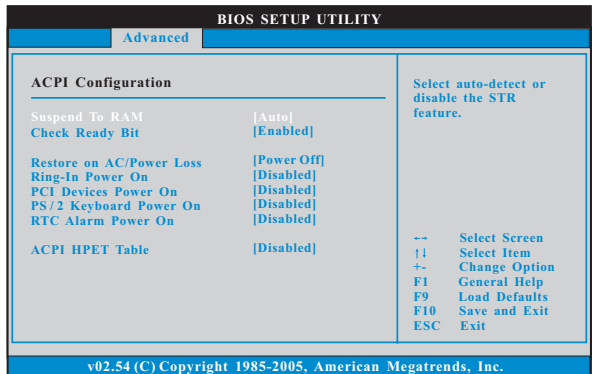 BIOS SETUP UTILITY
Advanced
ACPI Configuration
Suspend To RAM [Auto]
Check Ready Bit [Enabled]
Restore on AC/Power Loss [Power Off]
Ring-In Power On [Disabled]
PCI Devices Power On [Disabled]
PS/2 Keyboard Power On [Disabled]
RTC Alarm Power On [Disabled]
ACPI HPET Table [Disabled]
Select auto-detect or
disable the STR
feature.
←→ Select Screen
↑↓ Select Item
+- Change Option
F1 General Help
F9 Load Defaults
F10 Save and Exit
ESC Exit
v02.54 (C) Copyright 1985-2005, American Megatrends, Inc.